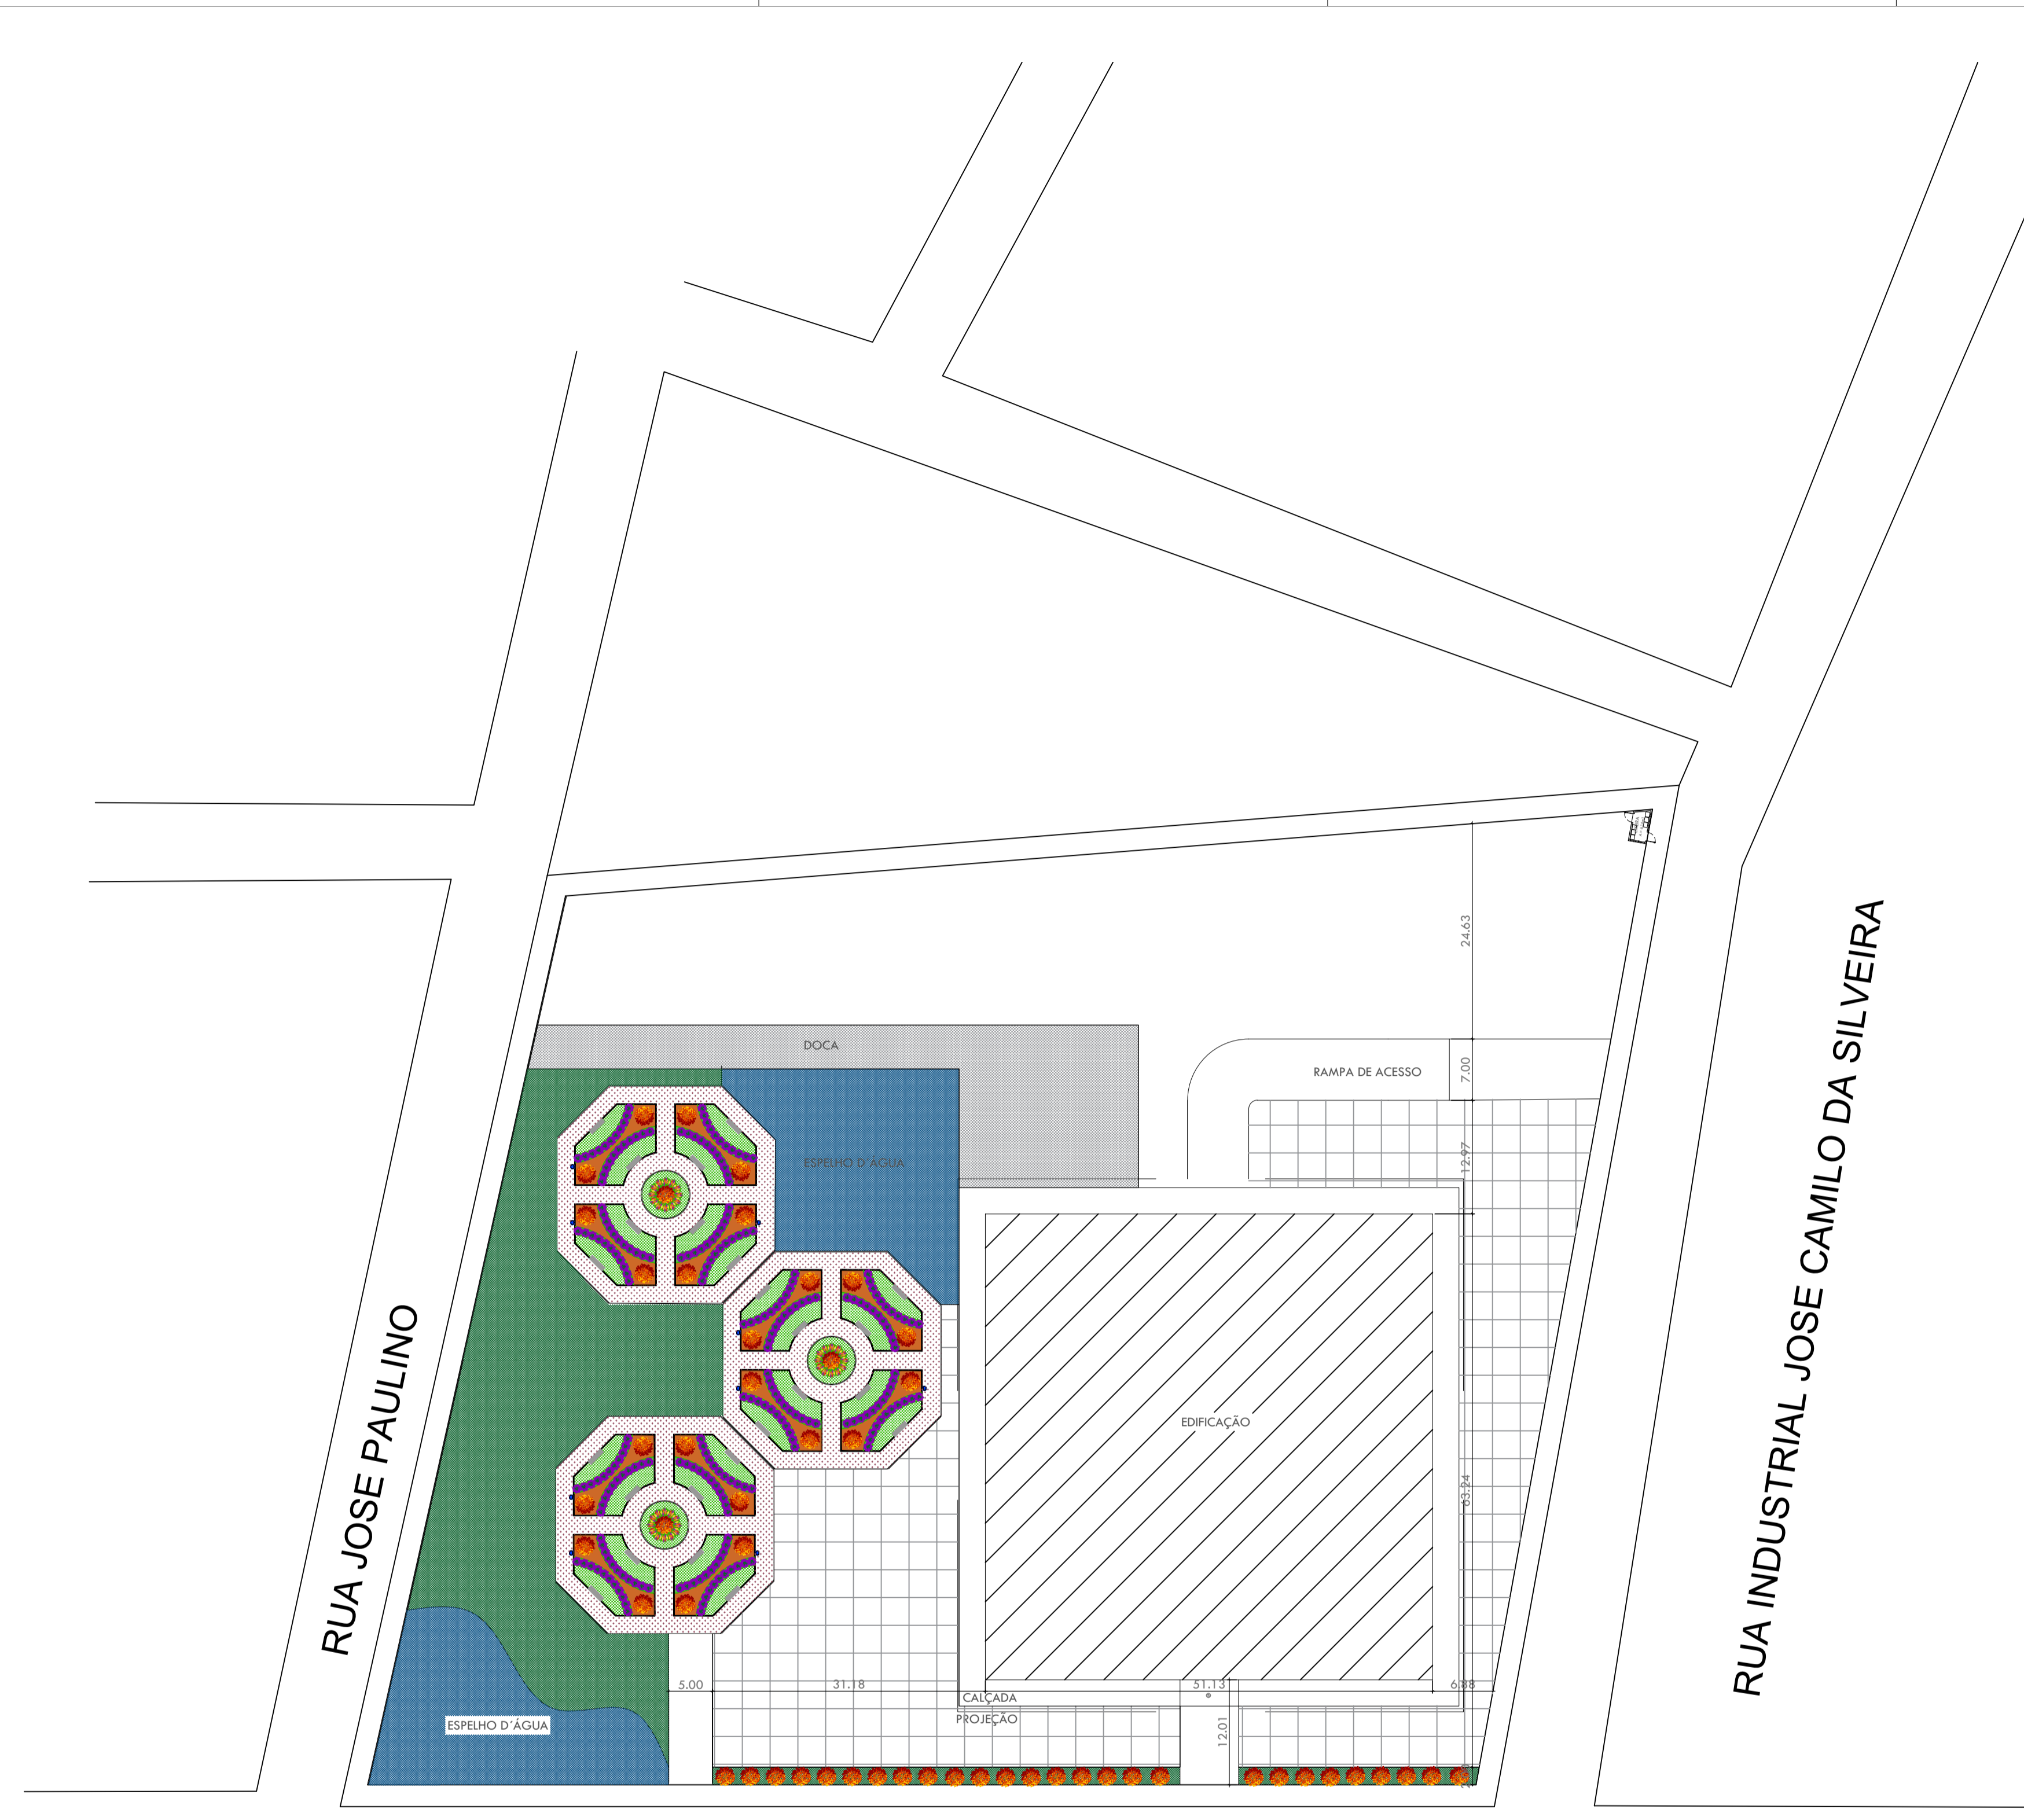 24.63
DOCA
RAMPA DE ACESSO
7.00
ESPELHO D´ÁGUA
12.97
RUA JOSE PAULINO
RUA INDUSTRIAL JOSE CAMILO DA SILVEIRA
EDIFICAÇÃO
63.24
5.00
31.18
51.13
6.88
CALÇADA
PROJEÇÃO
ESPELHO D´ÁGUA
12.01